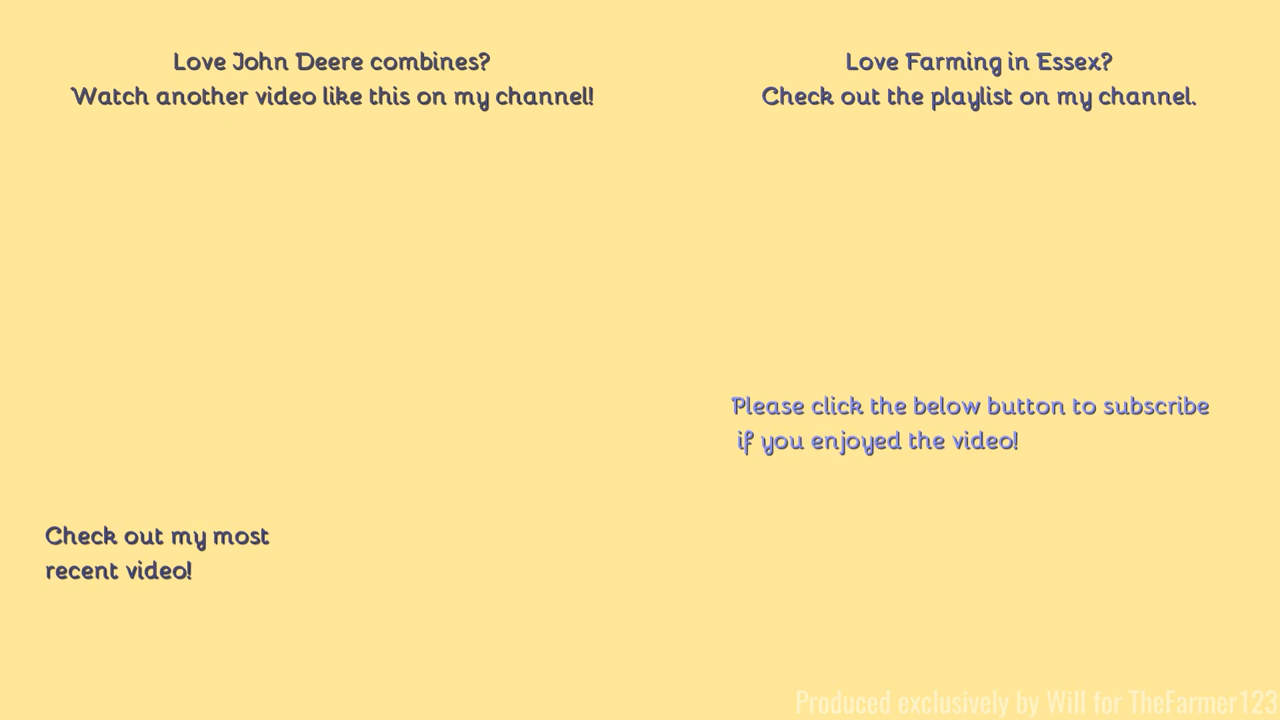 Love John Deere combines?
Watch another video like this on my channel!
Love Farming in Essex?
Check out the playlist on my channel.
Please click the below button to subscribe
if you enjoyed the video!
Check out my most
recent video!
Produced exclusively by Will for TheFarmer123